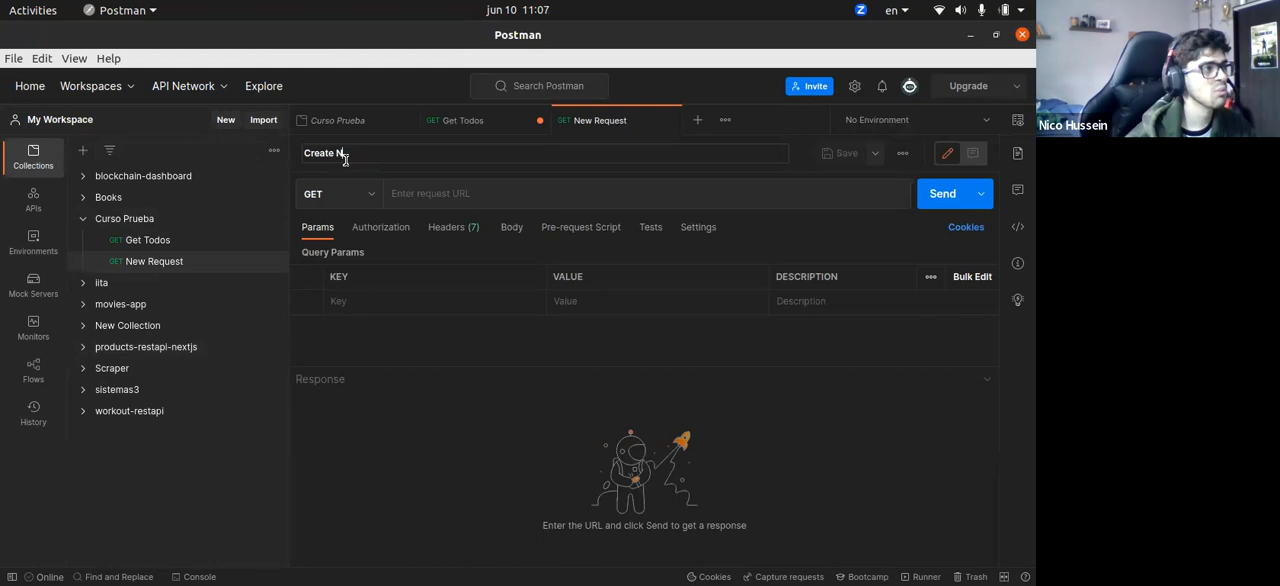 Activities
Postman
jun 10 11:07
Z
en
Postman
File Edit View Help
Home Workspaces API Network Explore
Search Postman
Invite
Upgrade
My Workspace
New Import
Curso Prueba
GET Get Todos
GET New Request
No Environment
Collections
APIs
Environments
Mock Servers
Monitors
Flows
History
blockchain-dashboard
Books
Curso Prueba
GET Get Todos
GET New Request
iita
movies-app
New Collection
products-restapi-nextjs
Scraper
sistemas3
workout-restapi
Create N
Save
GET
Enter request URL
Send
Params Authorization Headers (7) Body Pre-request Script Tests Settings Cookies
Query Params
KEY VALUE DESCRIPTION Bulk Edit
Key Value Description
Response
Enter the URL and click Send to get a response
Online Find and Replace Console
Cookies Capture requests Bootcamp Runner Trash
Nico Hussein